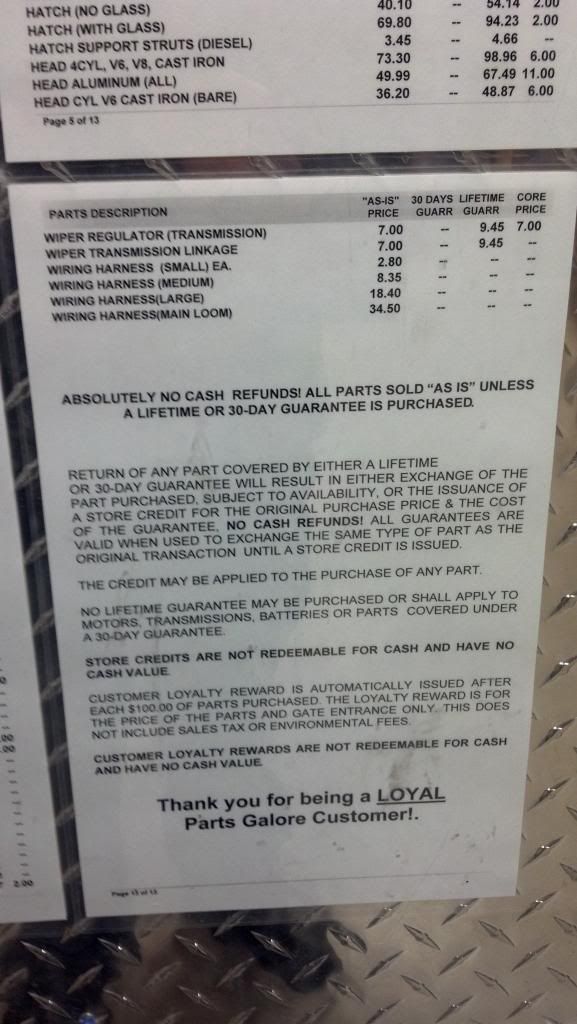 HATCH (NO GLASS) 40.10 -- 54.14 2.00
HATCH (WITH GLASS) 69.80 -- 94.23 2.00
HATCH SUPPORT STRUTS (DIESEL) 3.45 -- 4.66 --
HEAD 4CYL, V6, V8, CAST IRON 73.30 -- 98.96 6.00
HEAD ALUMINUM (ALL) 49.99 -- 67.49 11.00
HEAD CYL V6 CAST IRON (BARE) 36.20 -- 48.87 6.00
Page 5 of 13
"AS-IS" 30 DAYS LIFETIME CORE
PARTS DESCRIPTION PRICE GUARR GUARR PRICE
WIPER REGULATOR (TRANSMISSION) 7.00 -- 9.45 7.00
WIPER TRANSMISSION LINKAGE 7.00 -- 9.45 --
WIRING HARNESS (SMALL) EA. 2.80 -- -- --
WIRING HARNESS (MEDIUM) 8.35 -- -- --
WIRING HARNESS(LARGE) 18.40 -- -- --
WIRING HARNESS(MAIN LOOM) 34.50 -- -- --
ABSOLUTELY NO CASH REFUNDS! ALL PARTS SOLD "AS IS" UNLESS
A LIFETIME OR 30-DAY GUARANTEE IS PURCHASED.
RETURN OF ANY PART COVERED BY EITHER A LIFETIME
OR 30-DAY GUARANTEE WILL RESULT IN EITHER EXCHANGE OF THE
PART PURCHASED, SUBJECT TO AVAILABILITY, OR THE ISSUANCE OF
A STORE CREDIT FOR THE ORIGINAL PURCHASE PRICE & THE COST
OF THE GUARANTEE, NO CASH REFUNDS! ALL GUARANTEES ARE
VALID WHEN USED TO EXCHANGE THE SAME TYPE OF PART AS THE
ORIGINAL TRANSACTION UNTIL A STORE CREDIT IS ISSUED.
THE CREDIT MAY BE APPLIED TO THE PURCHASE OF ANY PART.
NO LIFETIME GUARANTEE MAY BE PURCHASED OR SHALL APPLY TO
MOTORS, TRANSMISSIONS, BATTERIES OR PARTS COVERED UNDER
A 30-DAY GUARANTEE.
STORE CREDITS ARE NOT REDEEMABLE FOR CASH AND HAVE NO
CASH VALUE.
CUSTOMER LOYALTY REWARD IS AUTOMATICALLY ISSUED AFTER
EACH $100.00 OF PARTS PURCHASED. THE LOYALTY REWARD IS FOR
THE PRICE OF THE PARTS AND GATE ENTRANCE ONLY. THIS DOES
NOT INCLUDE SALES TAX OR ENVIRONMENTAL FEES.
CUSTOMER LOYALTY REWARDS ARE NOT REDEEMABLE FOR CASH
AND HAVE NO CASH VALUE.
Thank you for being a LOYAL
Parts Galore Customer!.
Page 13 of 13
2.00